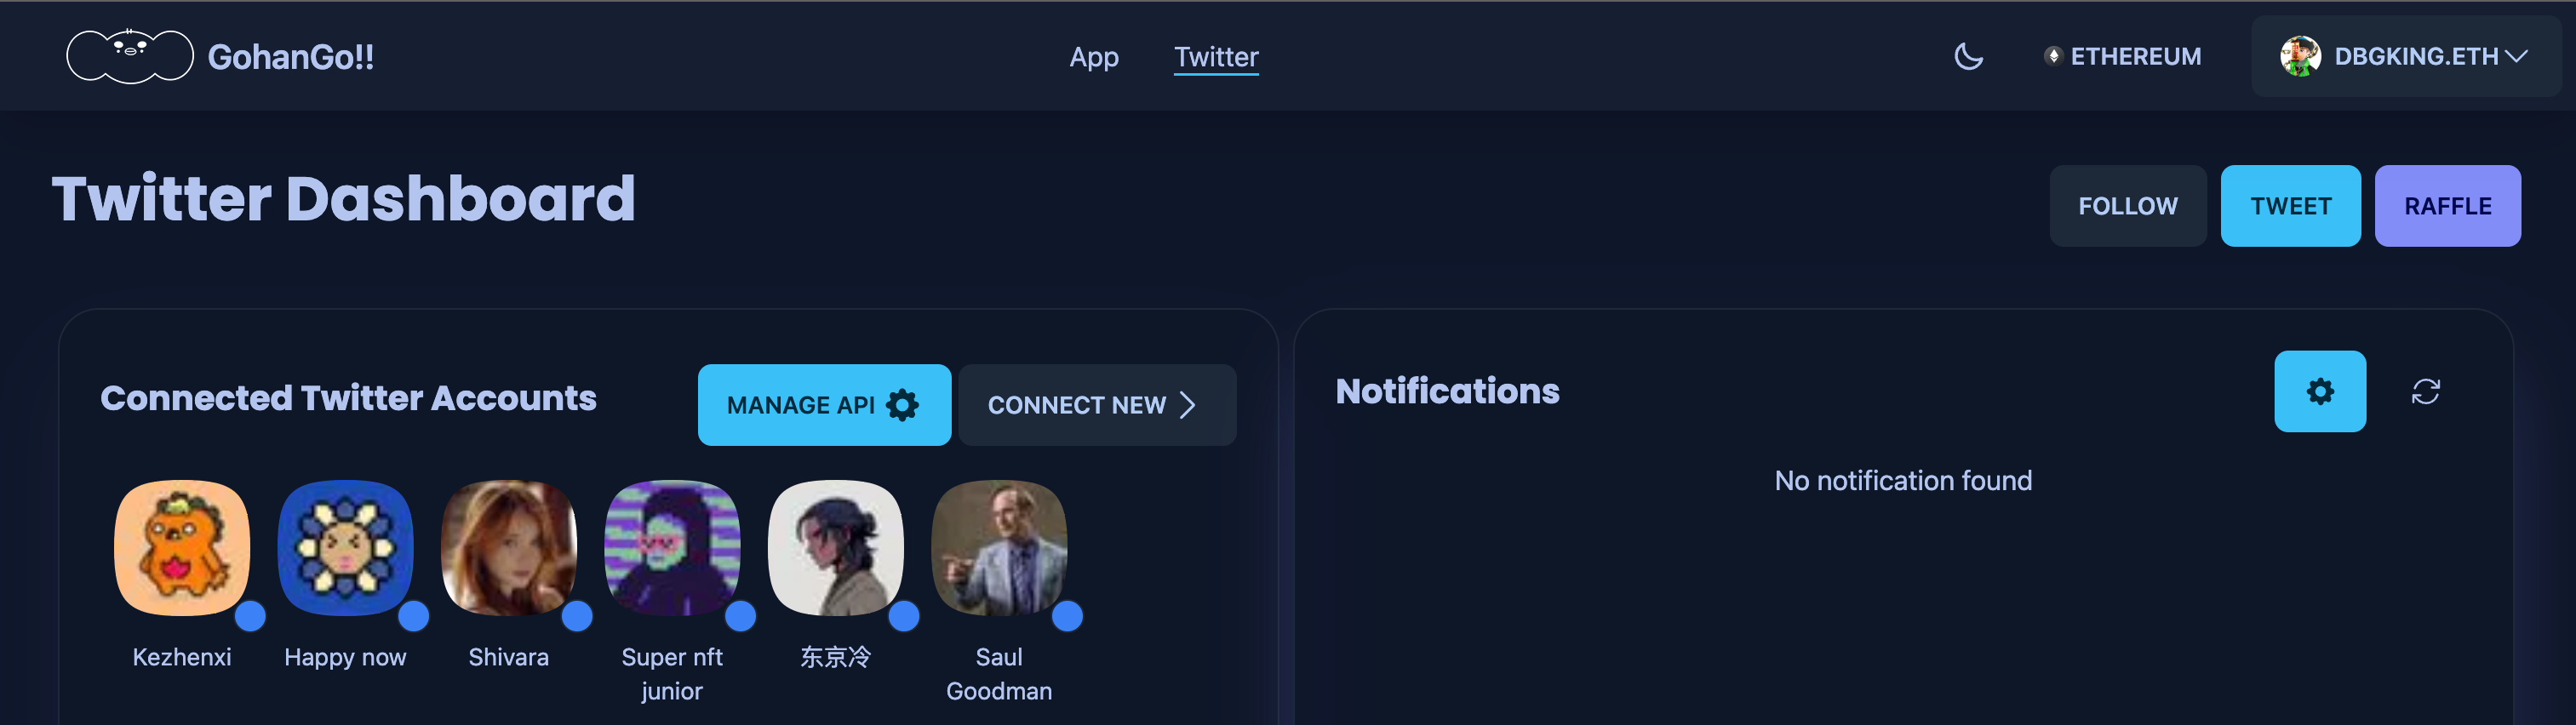 GohanGo!!
App
Twitter
ETHEREUM
DBGKING.ETH
Twitter Dashboard
FOLLOW
TWEET
RAFFLE
Connected Twitter Accounts
MANAGE API
CONNECT NEW
Kezhenxi
Happy now
Shivara
Super nft
junior
东京冷
Saul
Goodman
Notifications
No notification found